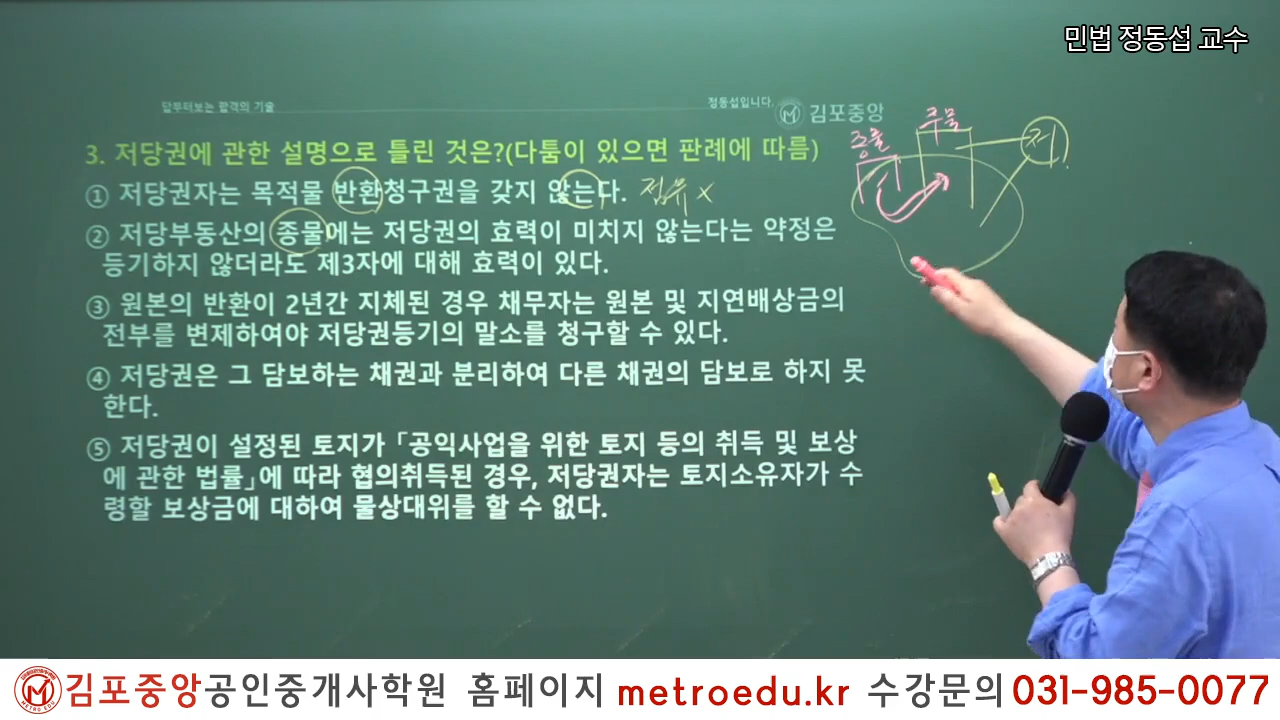 민법 정동섭 교수
답부터보는 합격의 기술
정동섭입니다.
김포중앙
3. 저당권에 관한 설명으로 틀린 것은?(다툼이 있으면 판례에 따름)
① 저당권자는 목적물 반환청구권을 갖지 않는다. 점유 ×
② 저당부동산의 종물에는 저당권의 효력이 미치지 않는다는 약정은
등기하지 않더라도 제3자에 대해 효력이 있다.
③ 원본의 반환이 2년간 지체된 경우 채무자는 원본 및 지연배상금의
전부를 변제하여야 저당권등기의 말소를 청구할 수 있다.
④ 저당권은 그 담보하는 채권과 분리하여 다른 채권의 담보로 하지 못
한다.
⑤ 저당권이 설정된 토지가 「공익사업을 위한 토지 등의 취득 및 보상
에 관한 법률」에 따라 협의취득된 경우, 저당권자는 토지소유자가 수
령할 보상금에 대하여 물상대위를 할 수 없다.
종물
주물
저!
김포중앙공인중개사학원 홈페이지 metroedu.kr 수강문의 031-985-0077